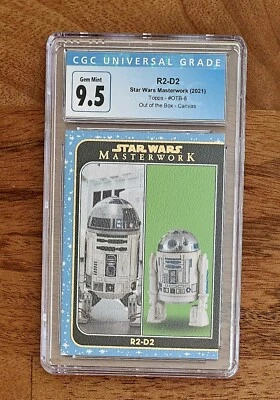 CGC UNIVERSAL GRADE
Gem Mint
9.5
R2-D2
Star Wars Masterwork (2021)
Topps - #OTB-6
Out of the Box - Canvas
STAR WARS
MASTERWORK
R2-D2